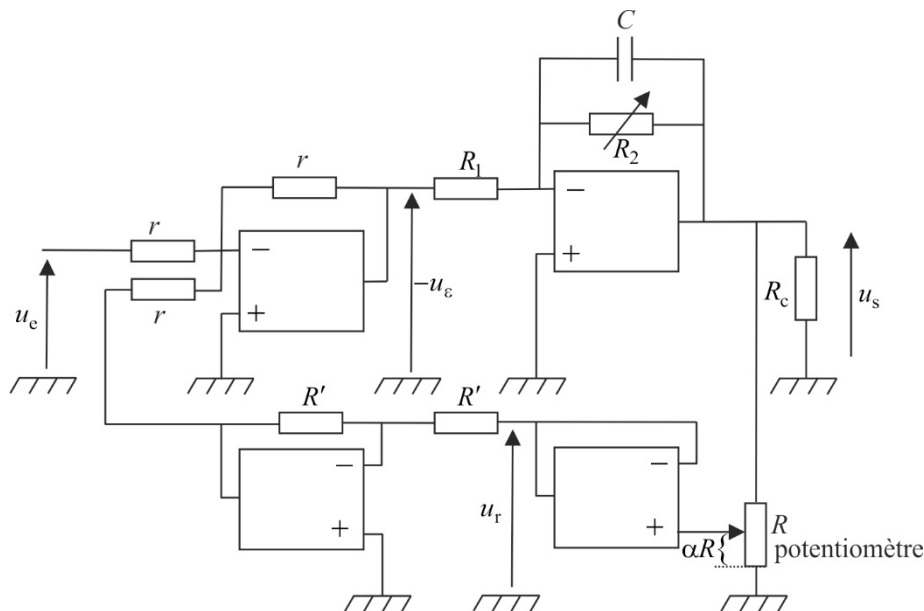 C
R₂
r
R₁
r
−
−
+
r
+
−uε
Rc
us
ue
R′
R′
−
−
ur
+
+
αR{
R
potentiomètre